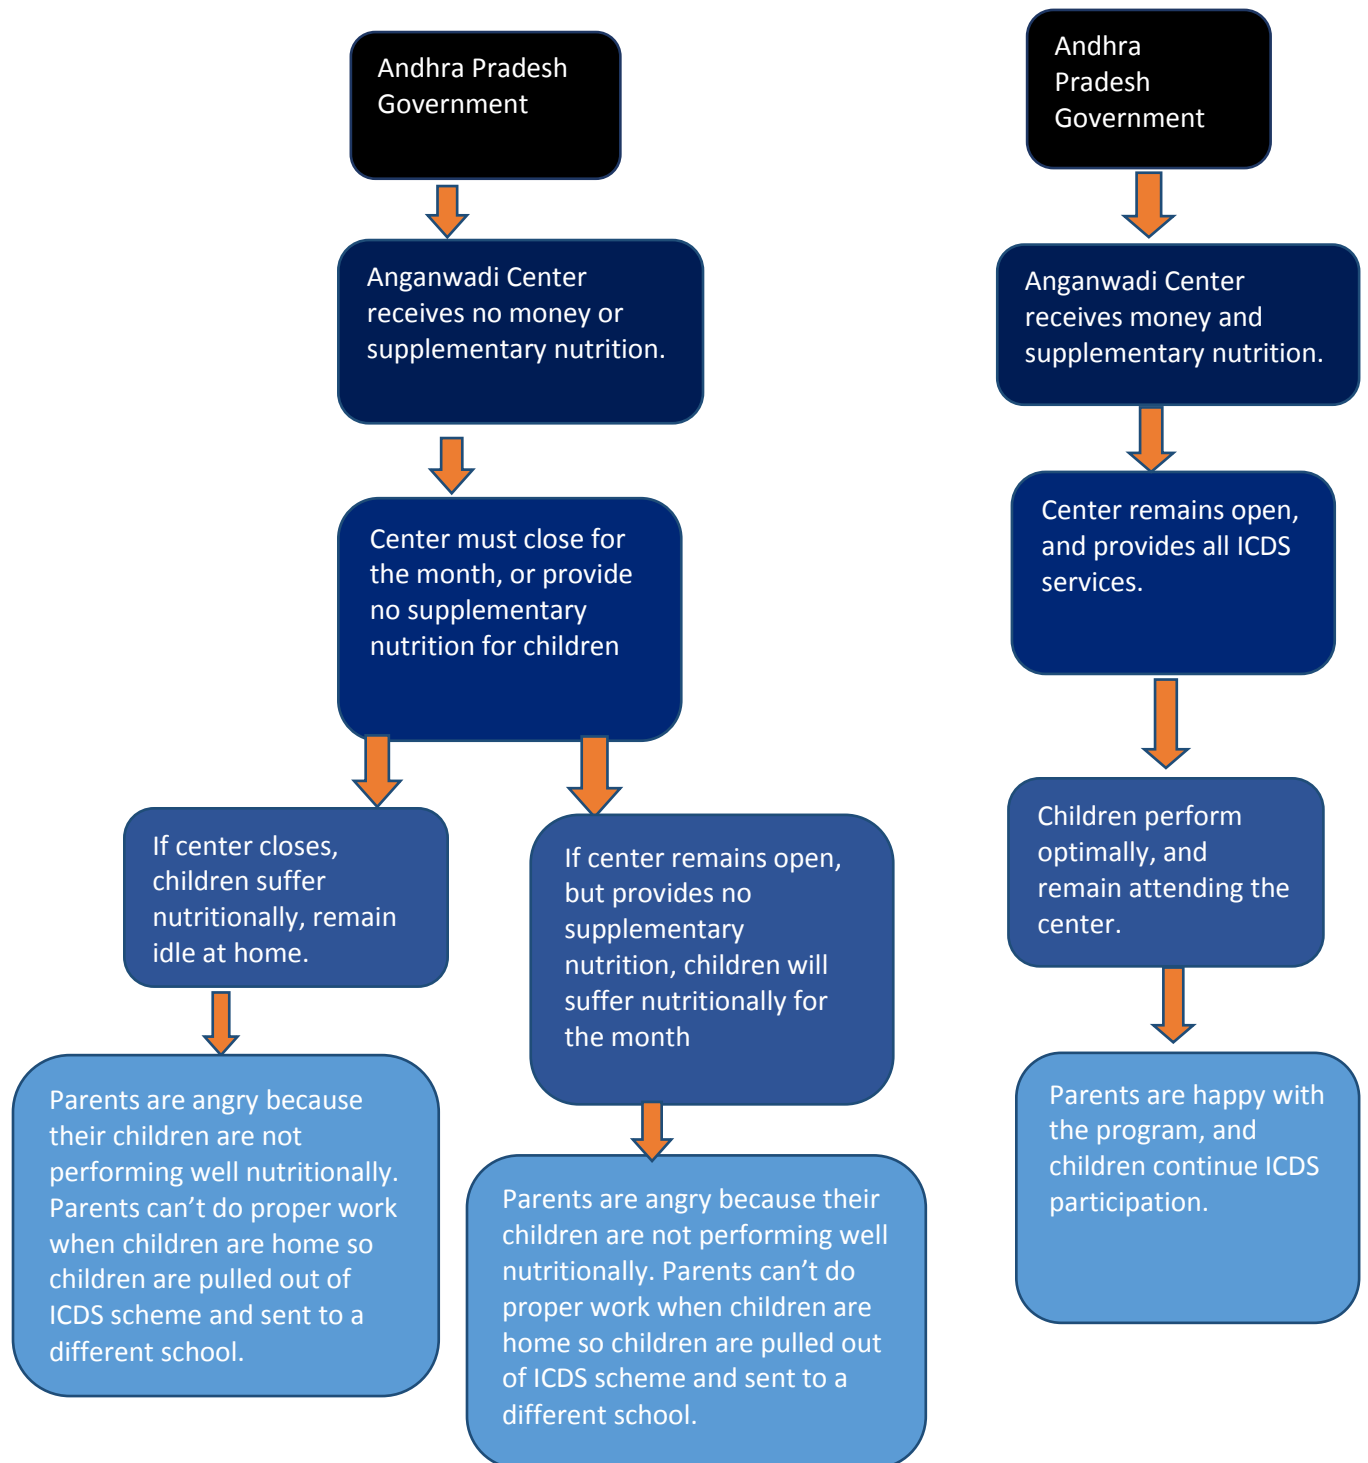 Andhra Pradesh
Government
Anganwadi Center
receives no money or
supplementary nutrition.
Center must close for
the month, or provide
no supplementary
nutrition for children
If center closes,
children suffer
nutritionally, remain
idle at home.
If center remains open,
but provides no
supplementary
nutrition, children will
suffer nutritionally for
the month
Parents are angry because
their children are not
performing well nutritionally.
Parents can’t do proper work
when children are home so
children are pulled out of
ICDS scheme and sent to a
different school.
Parents are angry because their
children are not performing well
nutritionally. Parents can’t do
proper work when children are
home so children are pulled out
of ICDS scheme and sent to a
different school.
Andhra
Pradesh
Government
Anganwadi Center
receives money and
supplementary nutrition.
Center remains open,
and provides all ICDS
services.
Children perform
optimally, and
remain attending the
center.
Parents are happy with
the program, and
children continue ICDS
participation.